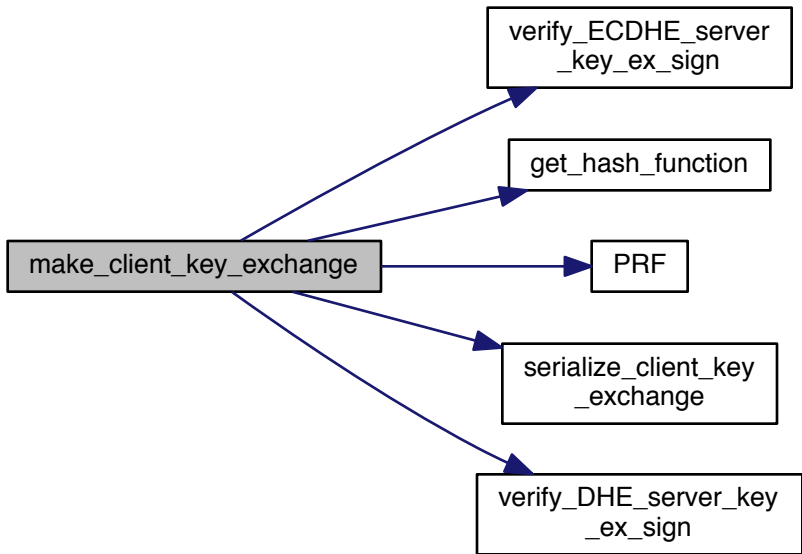 verify_ECDHE_server
_key_ex_sign
get_hash_function
make_client_key_exchange
PRF
serialize_client_key
_exchange
verify_DHE_server_key
_ex_sign